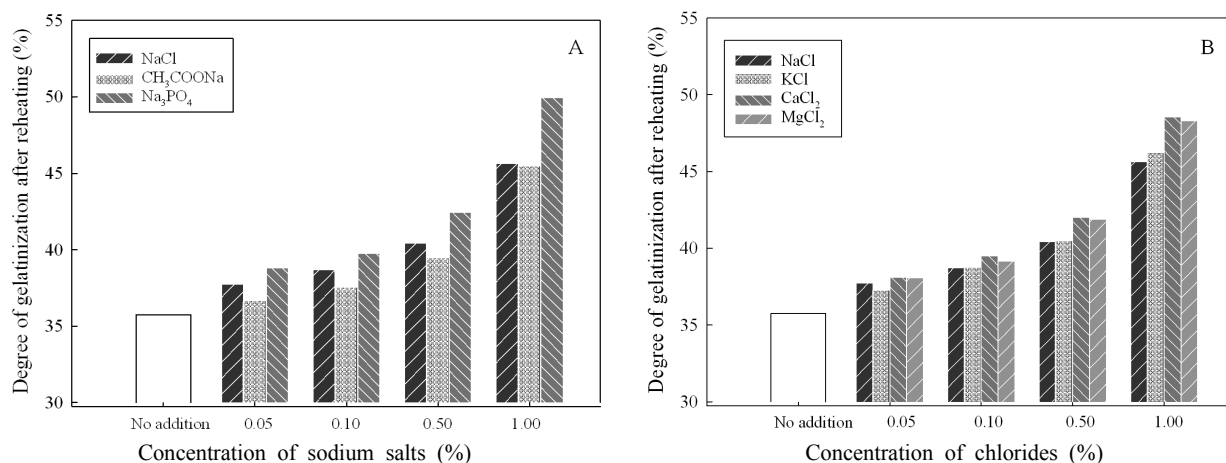 Degree of gelatinization after reheating (%)
55
50
45
40
35
30
A
NaCl
CH₃COONa
Na₃PO₄
No addition 0.05 0.10 0.50 1.00
Concentration of sodium salts (%)
Degree of gelatinization after reheating (%)
55
50
45
40
35
30
B
NaCl
KCl
CaCl₂
MgCl₂
No addition 0.05 0.10 0.50 1.00
Concentration of chlorides (%)